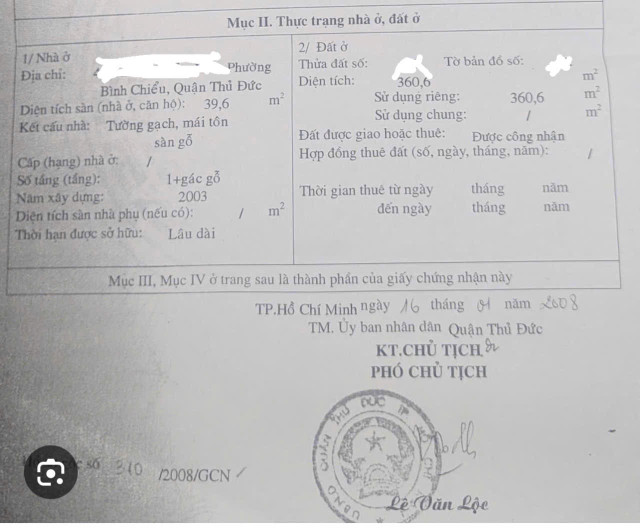 Mục II. Thực trạng nhà ở, đất ở
1/ Nhà ở
Địa chỉ: Phường
Bình Chiểu, Quận Thủ Đức
Diện tích sàn (nhà ở, căn hộ): 39,6 m²
Kết cấu nhà: Tường gạch, mái tôn
sàn gỗ
Cấp (hạng) nhà ở: /
Số tầng (tầng): 1+gác gỗ
Năm xây dựng: 2003
Diện tích sàn nhà phụ (nếu có): / m²
Thời hạn được sở hữu: Lâu dài
2/ Đất ở
Thửa đất số: Tờ bản đồ số:
Diện tích: 360,6 m²
Sử dụng riêng: 360,6 m²
Sử dụng chung: / m²
Đất được giao hoặc thuê: Được công nhận
Hợp đồng thuê đất (số, ngày, tháng, năm): /
Thời gian thuê từ ngày tháng năm
đến ngày tháng năm
Mục III, Mục IV ở trang sau là thành phần của giấy chứng nhận này
TP.Hồ Chí Minh ngày 16 tháng 01 năm 2008
TM. Ủy ban nhân dân Quận Thủ Đức
KT.CHỦ TỊCH
PHÓ CHỦ TỊCH
số 310 /2008/GCN
Lê Văn Lộc